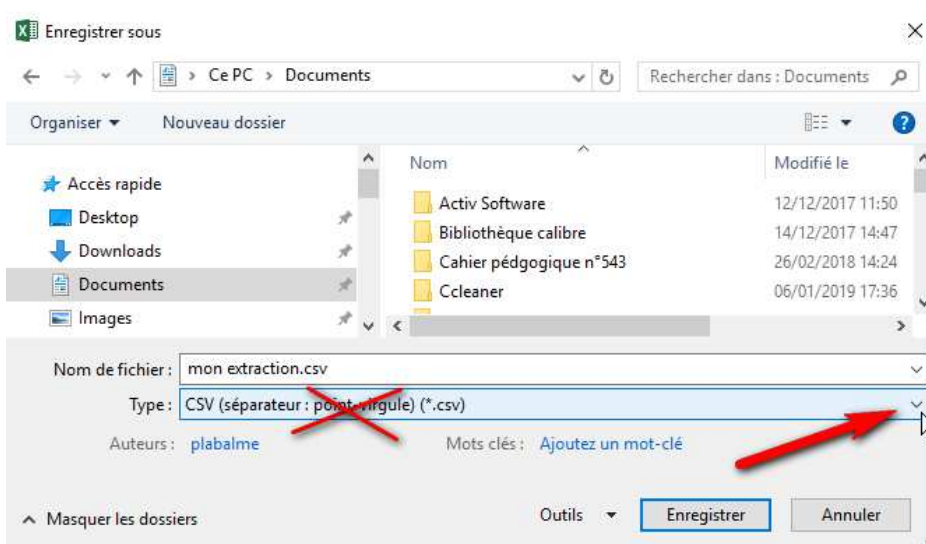 Enregistrer sous
Ce PC > Documents
Rechercher dans : Documents
Organiser
Nouveau dossier
Nom
Modifié le
Accès rapide
Desktop
Downloads
Documents
Images
Activ Software 12/12/2017 11:50
Bibliothèque calibre 14/12/2017 14:47
Cahier pédgogique n°543 26/02/2018 14:24
Ccleaner 06/01/2019 17:36
Nom de fichier : mon extraction.csv
Type : CSV (séparateur : point-virgule) (*.csv)
Auteurs : plabalme
Mots clés : Ajoutez un mot-clé
Masquer les dossiers
Outils
Enregistrer
Annuler